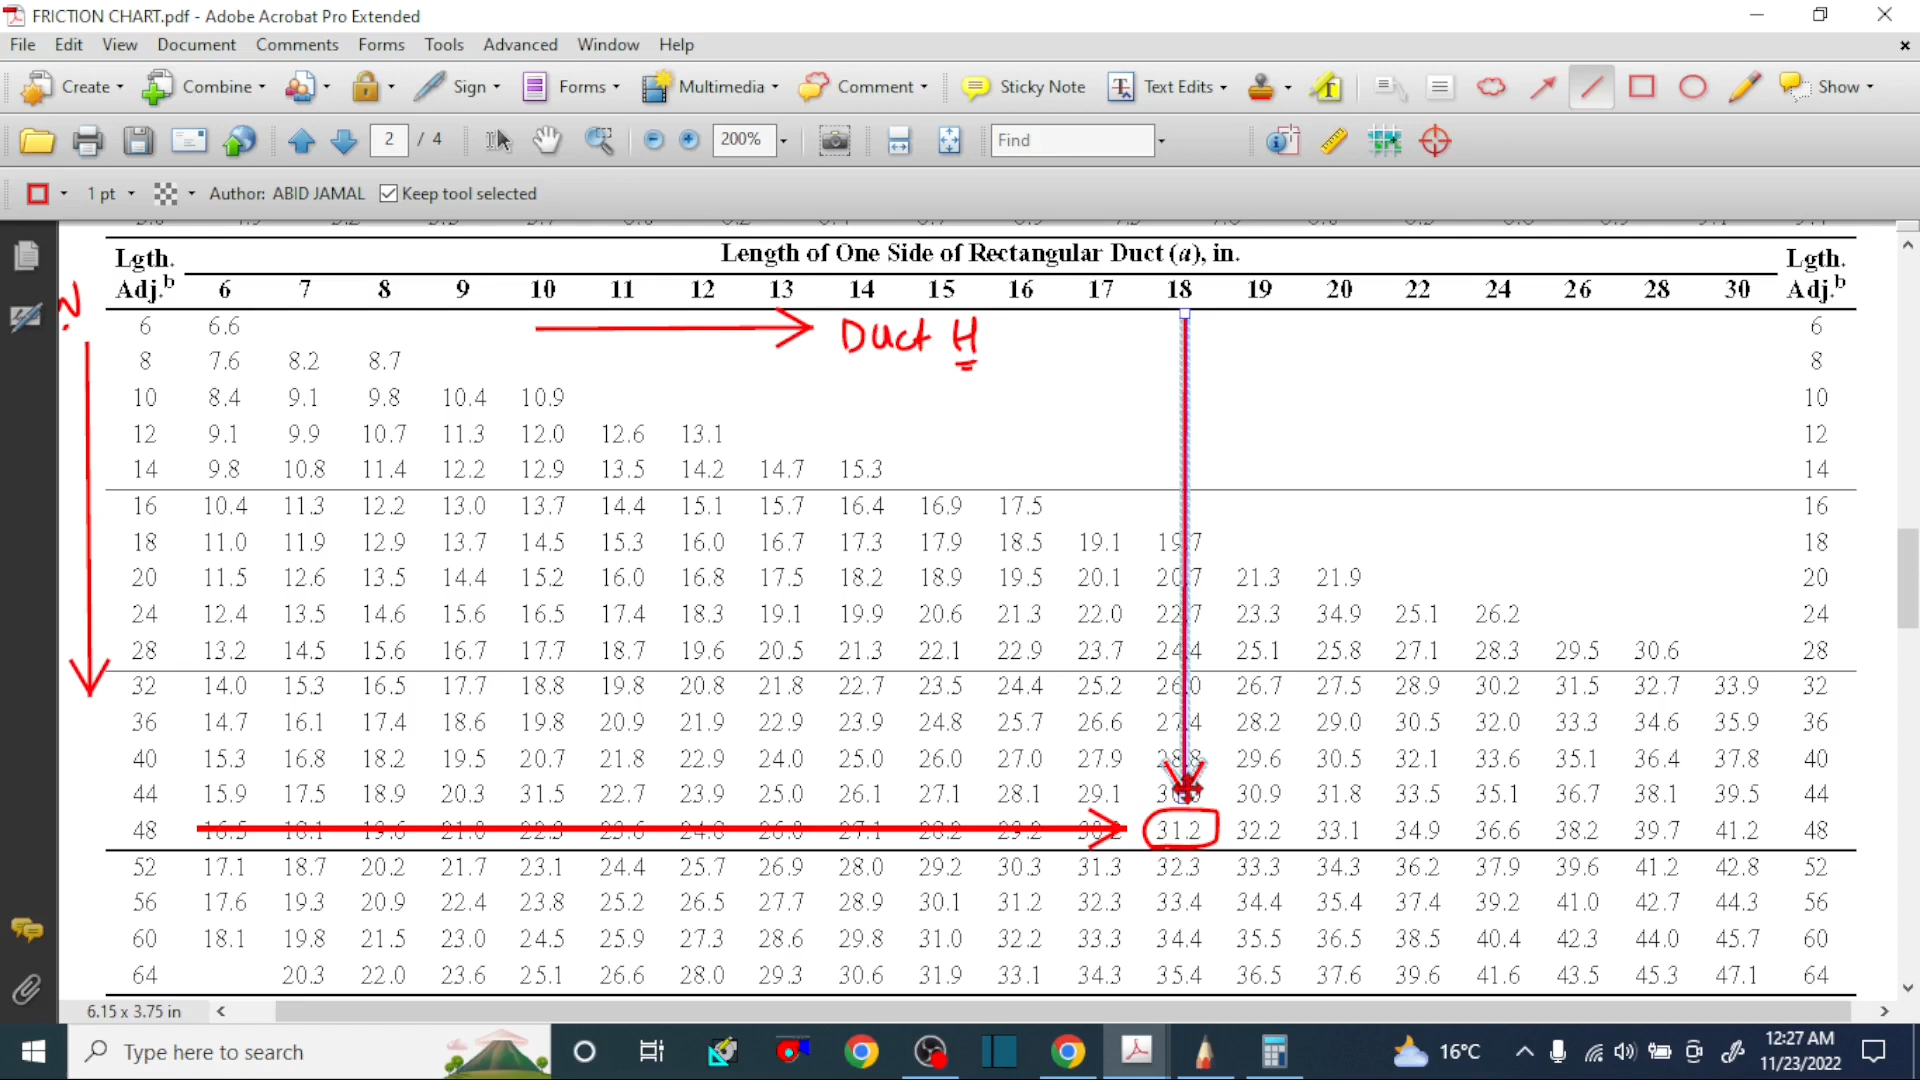 FRICTION CHART.pdf - Adobe Acrobat Pro Extended
File Edit View Document Comments Forms Tools Advanced Window Help
Create Combine Sign Forms Multimedia Comment Sticky Note Text Edits Show
2 / 4 200% Find
1 pt Author: ABID JAMAL Keep tool selected
Lgth. Length of One Side of Rectangular Duct (a), in. Lgth.
Adj.b 6 7 8 9 10 11 12 13 14 15 16 17 18 19 20 22 24 26 28 30 Adj.b
6 6.6 Duct H 6
8 7.6 8.2 8.7 8
10 8.4 9.1 9.8 10.4 10.9 10
12 9.1 9.9 10.7 11.3 12.0 12.6 13.1 12
14 9.8 10.8 11.4 12.2 12.9 13.5 14.2 14.7 15.3 14
16 10.4 11.3 12.2 13.0 13.7 14.4 15.1 15.7 16.4 16.9 17.5 16
18 11.0 11.9 12.9 13.7 14.5 15.3 16.0 16.7 17.3 17.9 18.5 19.1 19.7 18
20 11.5 12.6 13.5 14.4 15.2 16.0 16.8 17.5 18.2 18.9 19.5 20.1 20.7 21.3 21.9 20
24 12.4 13.5 14.6 15.6 16.5 17.4 18.3 19.1 19.9 20.6 21.3 22.0 22.7 23.3 34.9 25.1 26.2 24
28 13.2 14.5 15.6 16.7 17.7 18.7 19.6 20.5 21.3 22.1 22.9 23.7 24.4 25.1 25.8 27.1 28.3 29.5 30.6 28
32 14.0 15.3 16.5 17.7 18.8 19.8 20.8 21.8 22.7 23.5 24.4 25.2 26.0 26.7 27.5 28.9 30.2 31.5 32.7 33.9 32
36 14.7 16.1 17.4 18.6 19.8 20.9 21.9 22.9 23.9 24.8 25.7 26.6 27.4 28.2 29.0 30.5 32.0 33.3 34.6 35.9 36
40 15.3 16.8 18.2 19.5 20.7 21.8 22.9 24.0 25.0 26.0 27.0 27.9 28.8 29.6 30.5 32.1 33.6 35.1 36.4 37.8 40
44 15.9 17.5 18.9 20.3 31.5 22.7 23.9 25.0 26.1 27.1 28.1 29.1 30.9 31.8 33.5 35.1 36.7 38.1 39.5 44
48 31.2 32.2 33.1 34.9 36.6 38.2 39.7 41.2 48
52 17.1 18.7 20.2 21.7 23.1 24.4 25.7 26.9 28.0 29.2 30.3 31.3 32.3 33.3 34.3 36.2 37.9 39.6 41.2 42.8 52
56 17.6 19.3 20.9 22.4 23.8 25.2 26.5 27.7 28.9 30.1 31.2 32.3 33.4 34.4 35.4 37.4 39.2 41.0 42.7 44.3 56
60 18.1 19.8 21.5 23.0 24.5 25.9 27.3 28.6 29.8 31.0 32.2 33.3 34.4 35.5 36.5 38.5 40.4 42.3 44.0 45.7 60
64 20.3 22.0 23.6 25.1 26.6 28.0 29.3 30.6 31.9 33.1 34.3 35.4 36.5 37.6 39.6 41.6 43.5 45.3 47.1 64
6.15 x 3.75 in
Type here to search 16°C 12:27 AM
11/23/2022